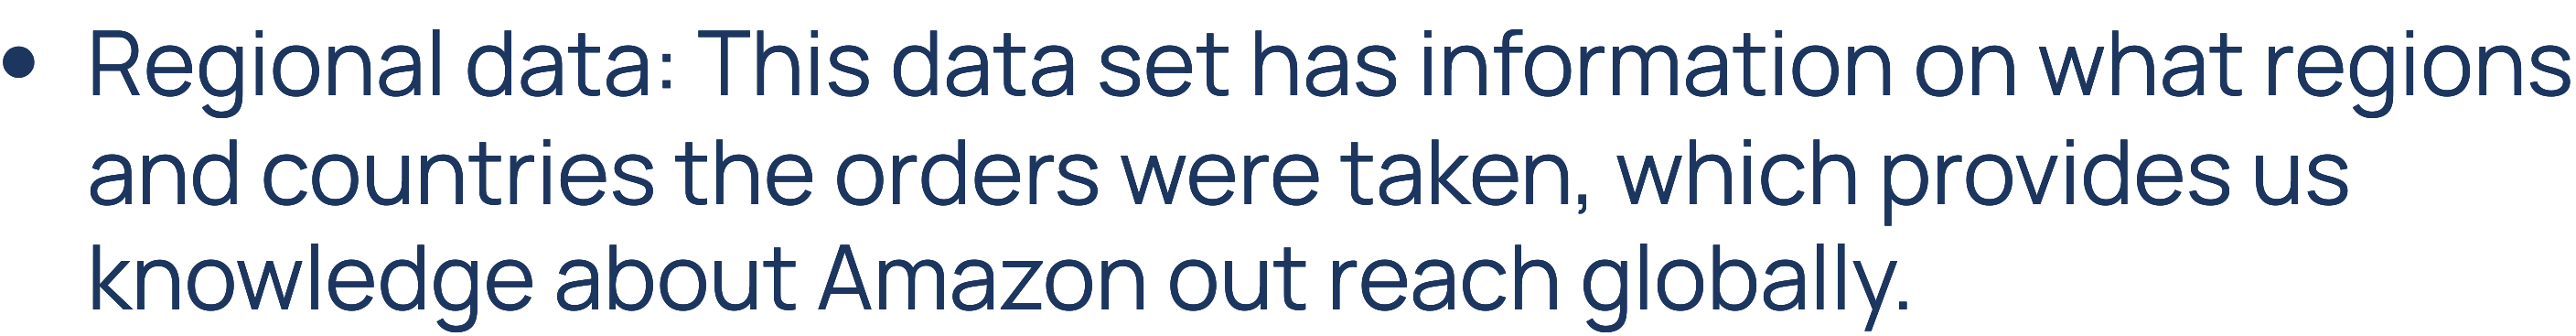 • Regional data: This data set has information on what regions
and countries the orders were taken, which provides us
knowledge about Amazon out reach globally.